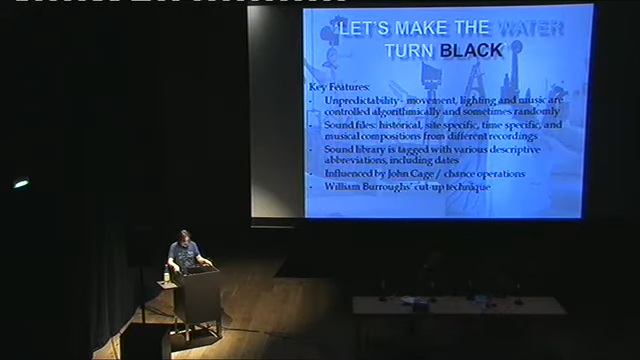 LET'S MAKE THE WATER
TURN BLACK
Key Features:
- Unpredictability - movement, lighting and music are
controlled algorithmically and sometimes randomly
- Sound files: historical, site specific, time specific, and
musical compositions from different recordings
- Sound library is tagged with various descriptive
abbreviations, including dates
- Influenced by John Cage / chance operations
- William Burroughs' cut-up technique